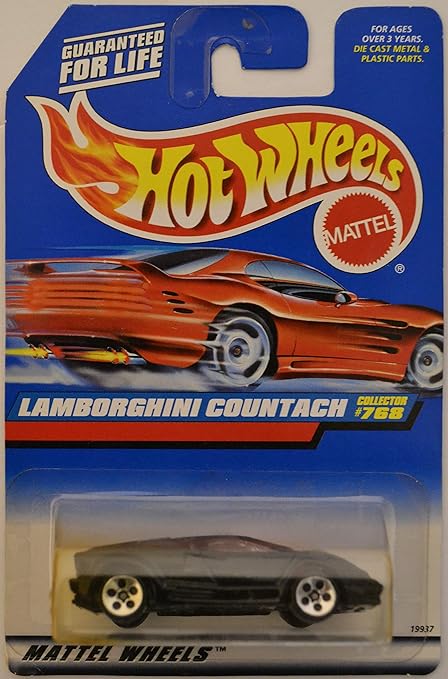 GUARANTEED
FOR LIFE
FOR AGES
OVER 3 YEARS.
DIE CAST METAL &
PLASTIC PARTS.
HOT WHEELS
MATTEL
®
LAMBORGHINI COUNTACH
COLLECTOR
#768
19937
MATTEL WHEELS™